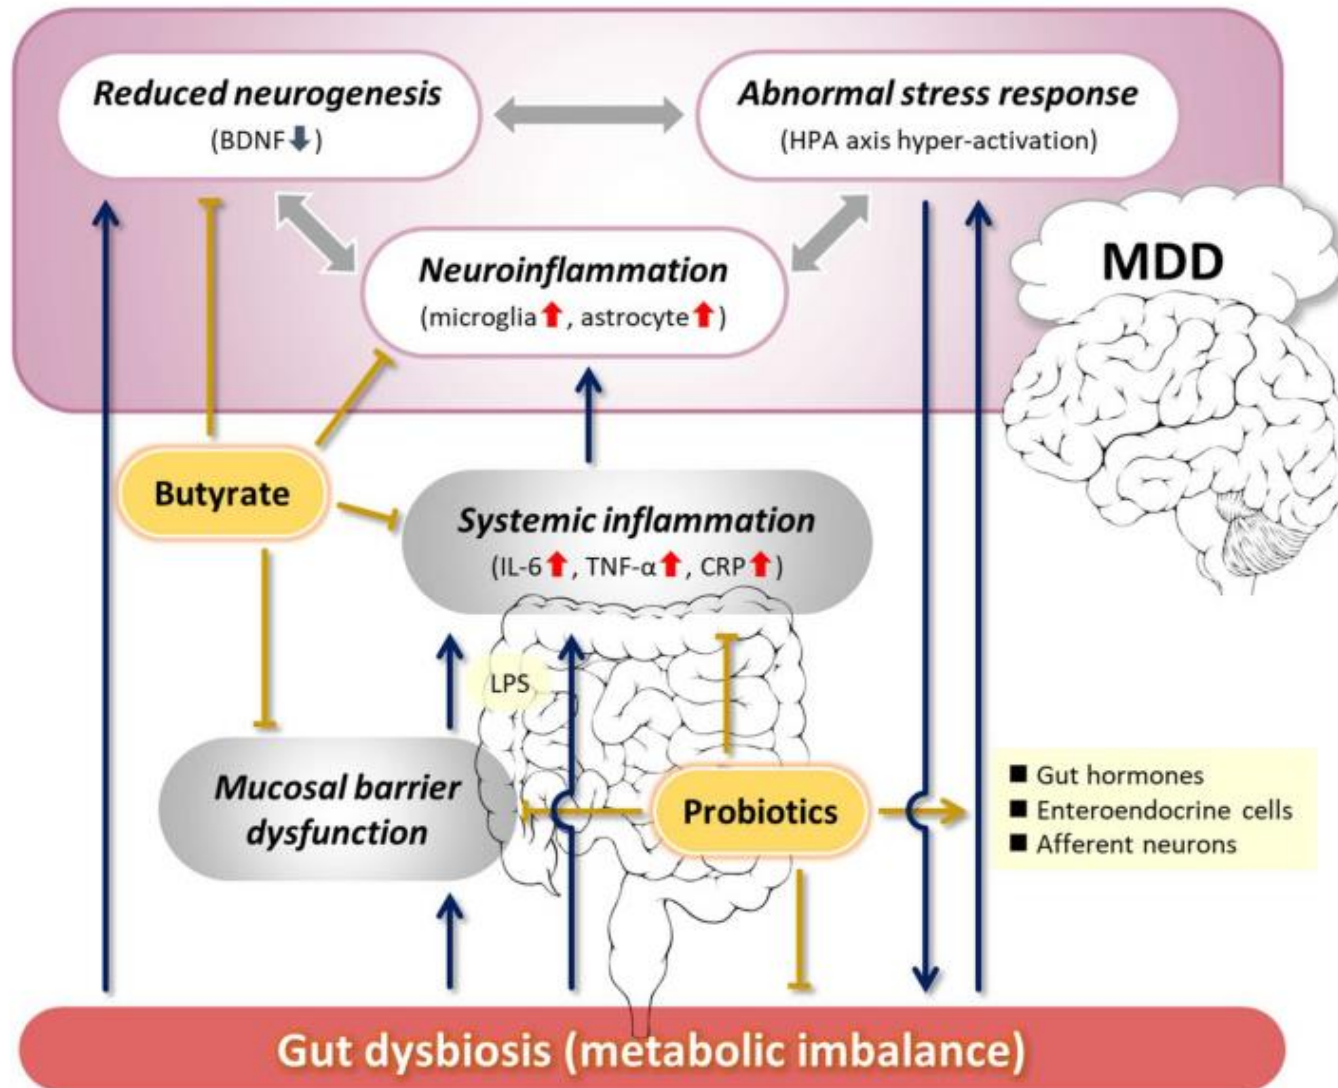 Reduced neurogenesis
(BDNF⬇)
Abnormal stress response
(HPA axis hyper-activation)
Neuroinflammation
(microglia⬆, astrocyte⬆)
MDD
Butyrate
Systemic inflammation
(IL-6⬆, TNF-α⬆, CRP⬆)
LPS
Mucosal barrier
dysfunction
Probiotics
■ Gut hormones
■ Enteroendocrine cells
■ Afferent neurons
Gut dysbiosis (metabolic imbalance)